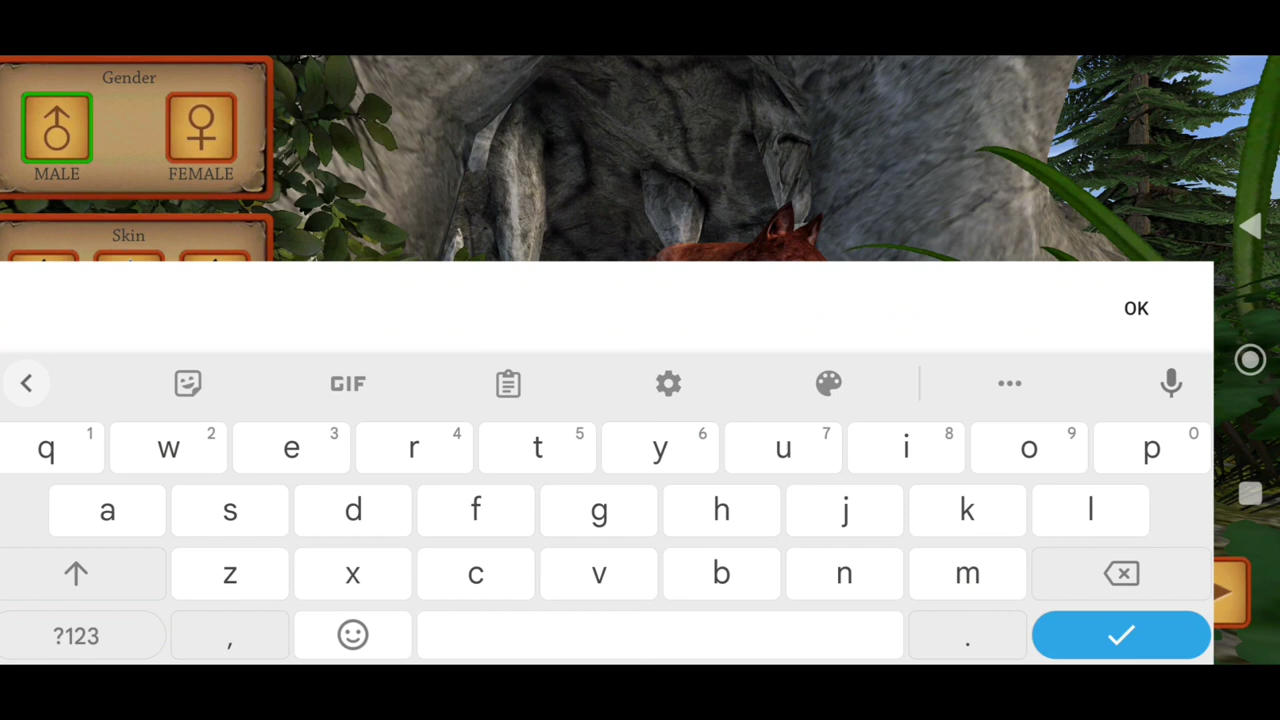 Gender
MALE FEMALE
Skin
OK
GIF
q 1 w 2 e 3 r 4 t 5 y 6 u 7 i 8 o 9 p 0
a s d f g h j k l
z x c v b n m
?123 , .